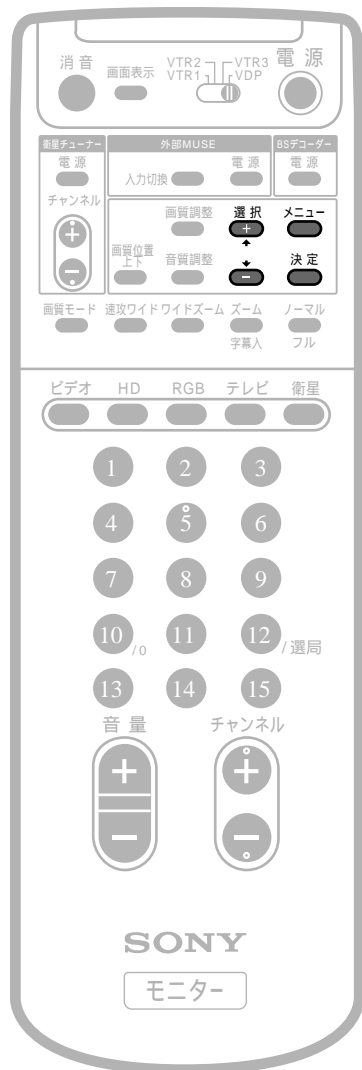 消音 画面表示 VTR2 VTR3 電源
VTR1 VDP
衛星チューナー 外部MUSE BSデコーダー
電源 入力切換 電源 電源
チャンネル
+ 画質調整 選択 メニュー
+
画質位置
上下 音質調整 決定
−
画質モード 速攻ワイド ワイドズーム ズーム ノーマル
字幕入 フル
ビデオ HD RGB テレビ 衛星
1 2 3
4 5 6
7 8 9
10/0 11 12/選局
13 14 15
音量 チャンネル
+ +
− −
SONY
モニター